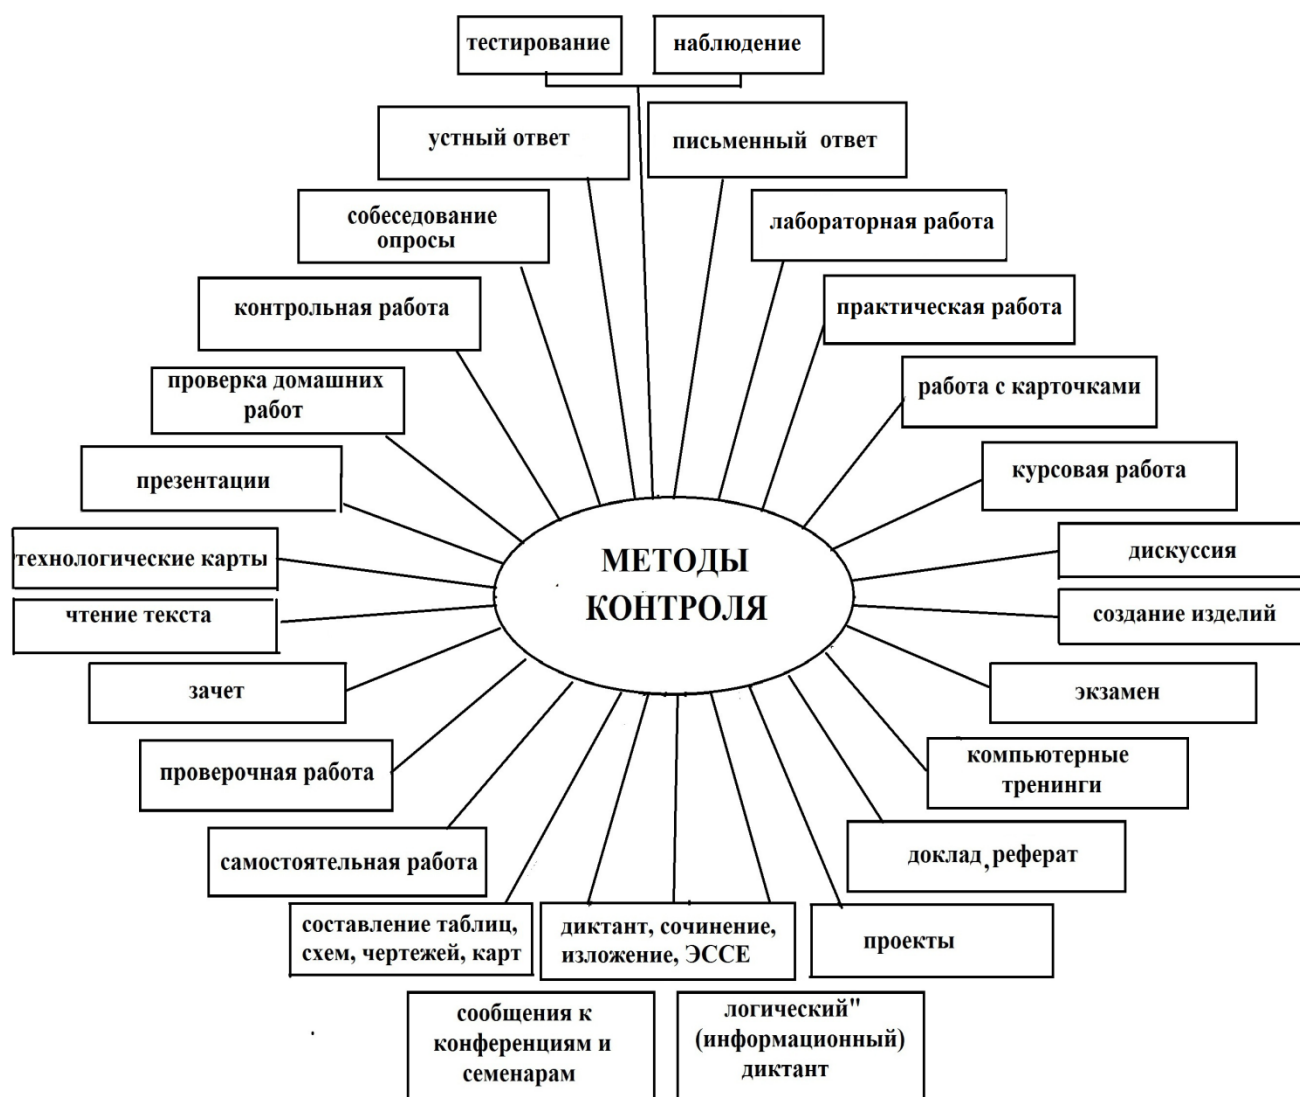 тестирование
наблюдение
устный ответ
письменный ответ
собеседование
опросы
лабораторная работа
контрольная работа
практическая работа
проверка домашних
работ
работа с карточками
презентации
курсовая работа
технологические карты
дискуссия
МЕТОДЫ
КОНТРОЛЯ
чтение текста
создание изделий
зачет
экзамен
проверочная работа
компьютерные
тренинги
самостоятельная работа
доклад, реферат
составление таблиц,
схем, чертежей, карт
диктант, сочинение,
изложение, ЭССЕ
проекты
сообщения к
конференциям и
семенарам
логический"
(информационный)
диктант